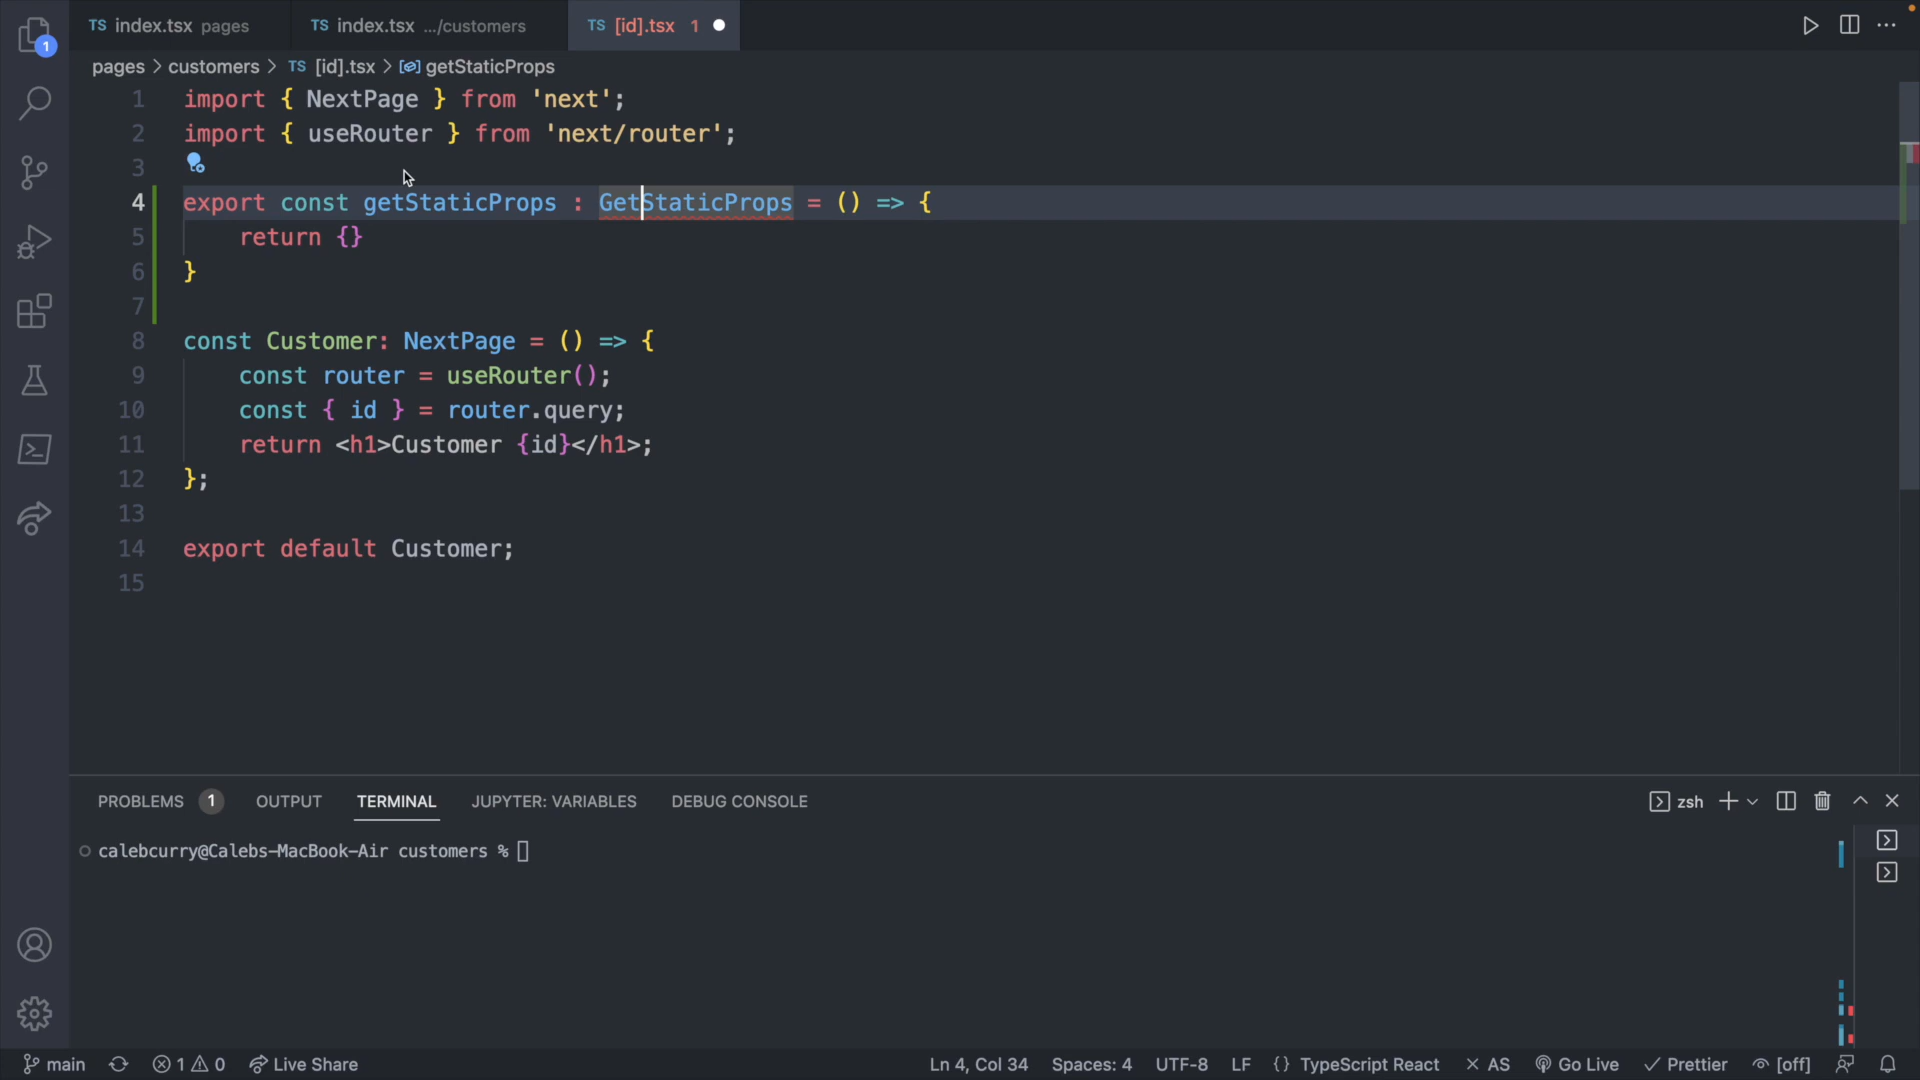 TS index.tsx pages TS index.tsx .../customers TS [id].tsx 1
1
pages > customers > TS [id].tsx > getStaticProps
1 import { NextPage } from 'next';
2 import { useRouter } from 'next/router';
3
4 export const getStaticProps : GetStaticProps = () => {
5 return {}
6 }
7
8 const Customer: NextPage = () => {
9 const router = useRouter();
10 const { id } = router.query;
11 return <h1>Customer {id}</h1>;
12 };
13
14 export default Customer;
15
PROBLEMS 1 OUTPUT TERMINAL JUPYTER: VARIABLES DEBUG CONSOLE zsh
calebcurry@Calebs-MacBook-Air customers %
main 1 0 Live Share Ln 4, Col 34 Spaces: 4 UTF-8 LF {} TypeScript React × AS Go Live ✓ Prettier [off]